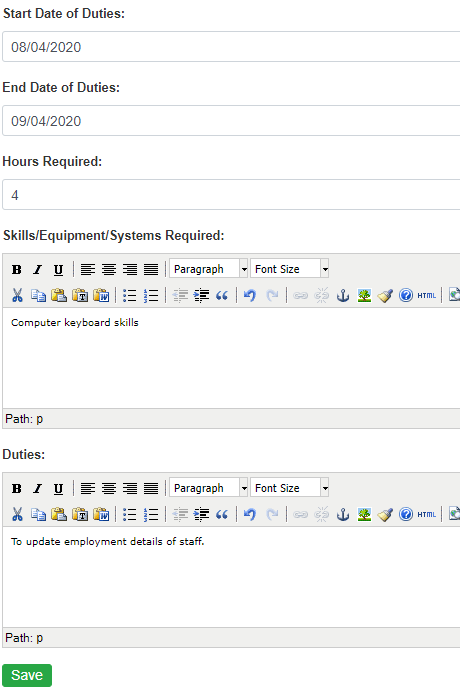 Start Date of Duties:
08/04/2020
End Date of Duties:
09/04/2020
Hours Required:
4
Skills/Equipment/Systems Required:
B I U Paragraph Font Size
HTML
Computer keyboard skills
Path: p
Duties:
B I U Paragraph Font Size
HTML
To update employment details of staff.
Path: p
Save